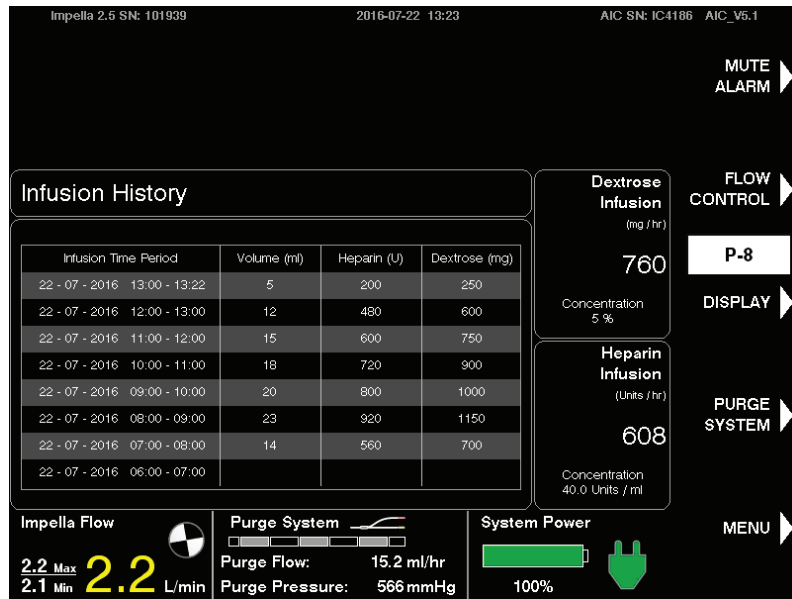 Impella 2.5 SN: 101939 2016-07-22 13:23 AIC SN: IC4186 AIC_V5.1
MUTE
ALARM
FLOW
CONTROL
P-8
DISPLAY
PURGE
SYSTEM
MENU
Infusion History
Infusion Time Period Volume (ml) Heparin (U) Dextrose (mg)
22 - 07 - 2016 13:00 - 13:22 5 200 250
22 - 07 - 2016 12:00 - 13:00 12 480 600
22 - 07 - 2016 11:00 - 12:00 15 600 750
22 - 07 - 2016 10:00 - 11:00 18 720 900
22 - 07 - 2016 09:00 - 10:00 20 800 1000
22 - 07 - 2016 08:00 - 09:00 23 920 1150
22 - 07 - 2016 07:00 - 08:00 14 560 700
22 - 07 - 2016 06:00 - 07:00
Dextrose
Infusion
(mg / hr)
760
Concentration
5 %
Heparin
Infusion
(Units / hr)
608
Concentration
40.0 Units / ml
Impella Flow
2.2 Max
2.1 Min
2.2 L/min
Purge System
Purge Flow: 15.2 ml/hr
Purge Pressure: 566 mmHg
System Power
100%